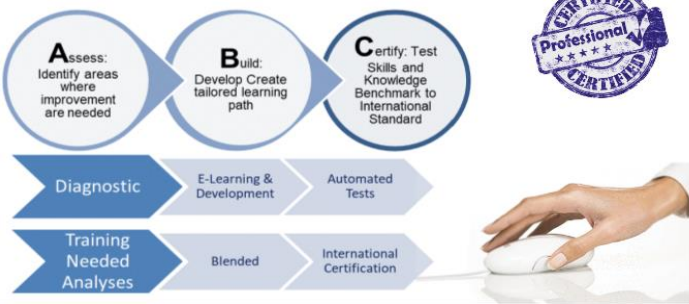 Assess:
Identify areas
where
improvement
are needed
Build:
Develop Create
tailored learning
path
Certify: Test
Skills and
Knowledge
Benchmark to
International
Standard
CERTIFIED
Professional
CERTIFIED
Diagnostic
E-Learning &
Development
Automated
Tests
Training
Needed
Analyses
Blended
International
Certification